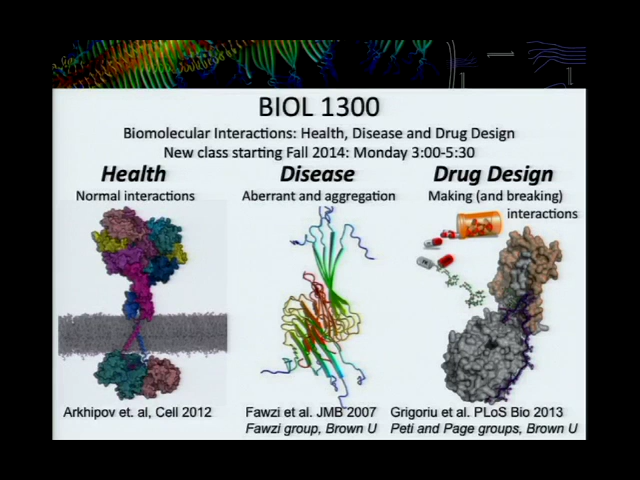 BIOL 1300
Biomolecular Interactions: Health, Disease and Drug Design
New class starting Fall 2014: Monday 3:00-5:30
Health
Normal interactions
Disease
Aberrant and aggregation
Drug Design
Making (and breaking)
interactions
Arkhipov et. al, Cell 2012
Fawzi et al. JMB 2007
Fawzi group, Brown U
Grigoriu et al. PLoS Bio 2013
Peti and Page groups, Brown U